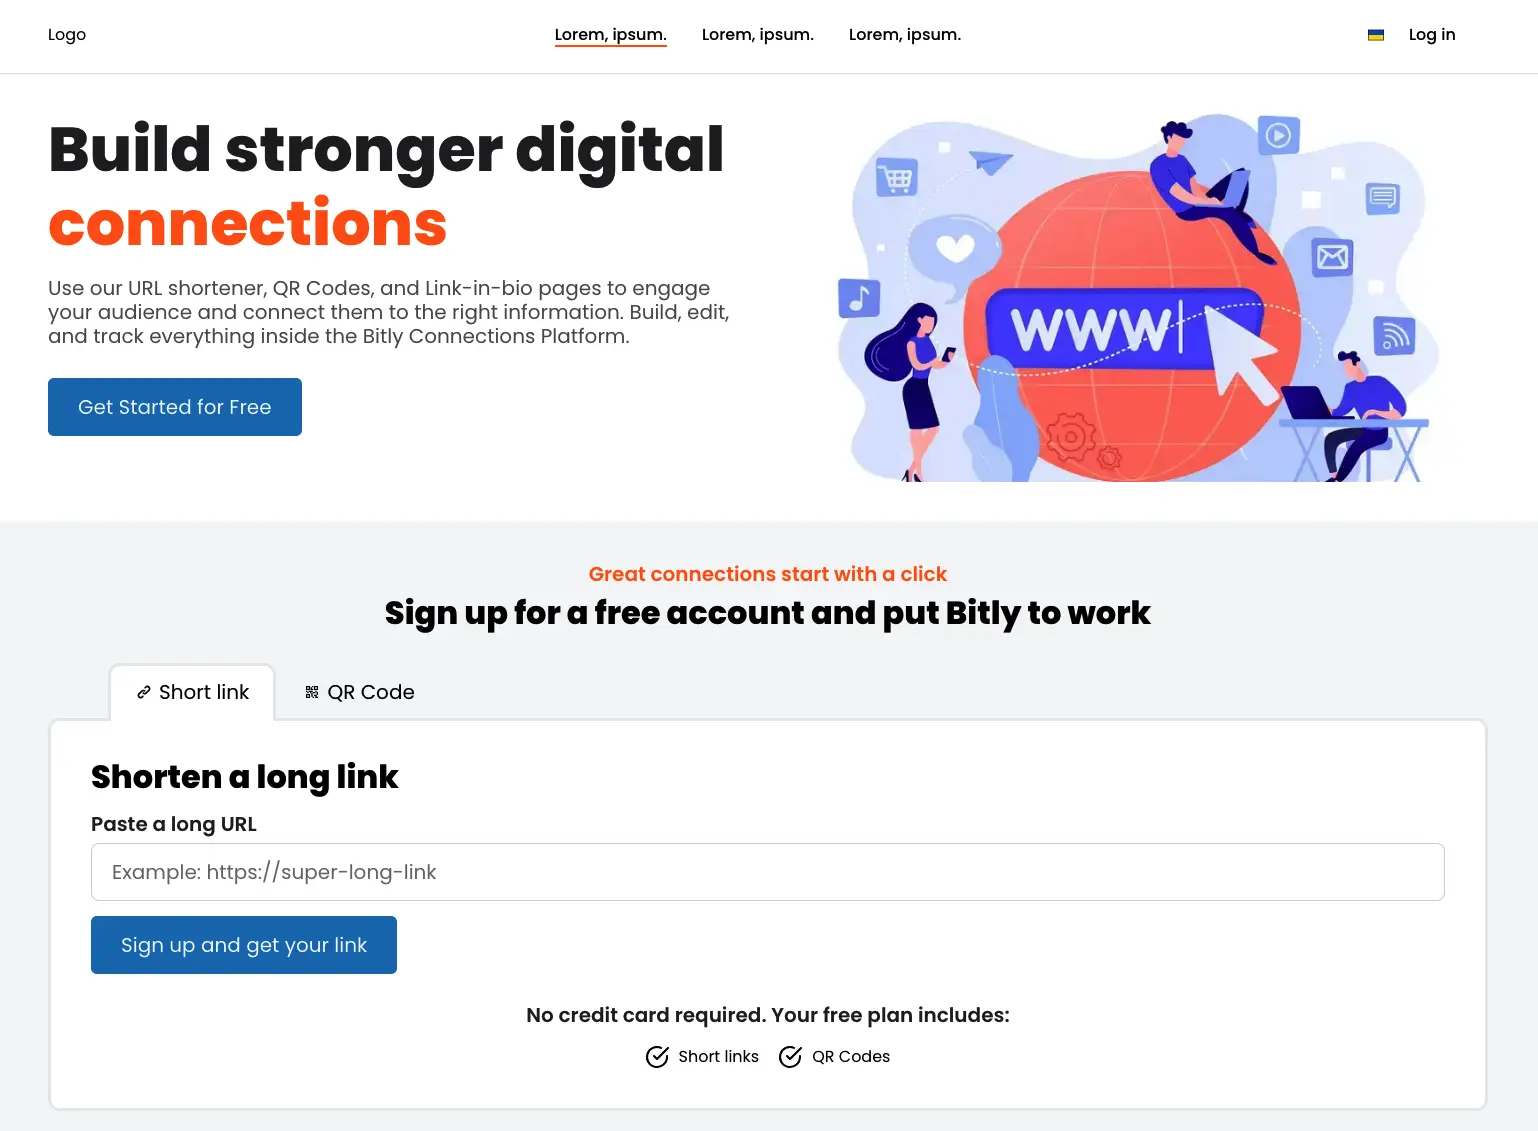 Logo
Lorem, ipsum.
Lorem, ipsum.
Lorem, ipsum.
Log in
Build stronger digital
connections
Use our URL shortener, QR Codes, and Link-in-bio pages to engage
your audience and connect them to the right information. Build, edit,
and track everything inside the Bitly Connections Platform.
Get Started for Free
WWW
Great connections start with a click
Sign up for a free account and put Bitly to work
Short link
QR Code
Shorten a long link
Paste a long URL
Example: https://super-long-link
Sign up and get your link
No credit card required. Your free plan includes:
Short links
QR Codes